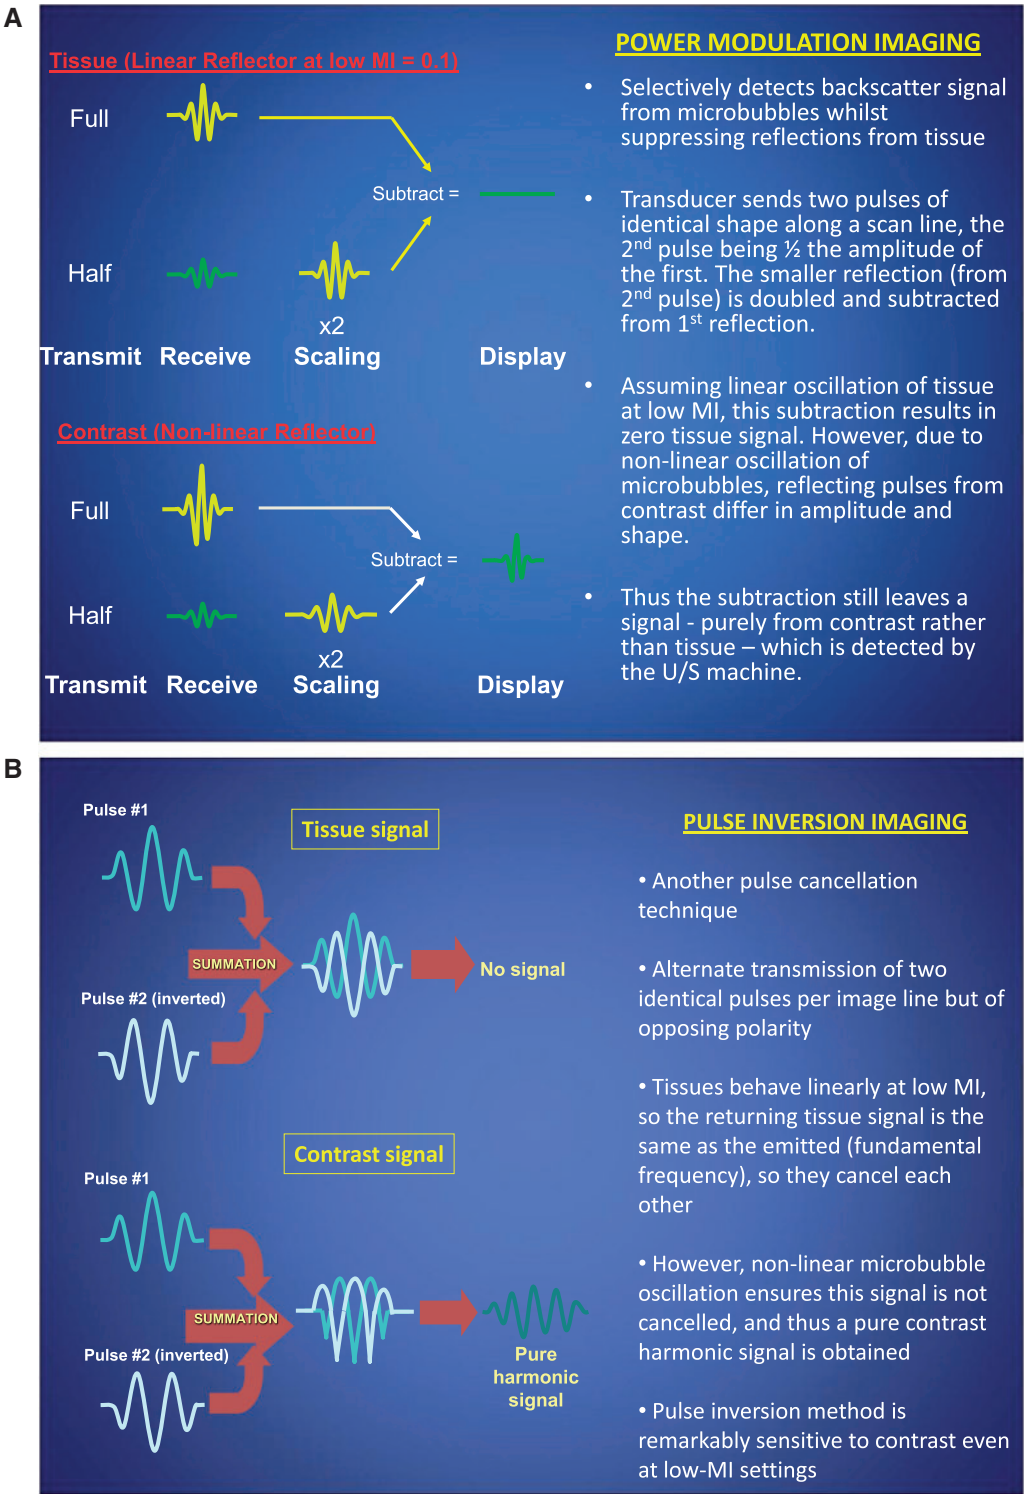 A
Tissue (Linear Reflector at low MI = 0.1)
Full
Subtract =
Half
x2
Transmit Receive Scaling Display
Contrast (Non-linear Reflector)
Full
Subtract =
Half
x2
Transmit Receive Scaling Display
POWER MODULATION IMAGING
• Selectively detects backscatter signal
from microbubbles whilst
suppressing reflections from tissue
• Transducer sends two pulses of
identical shape along a scan line, the
2nd pulse being ½ the amplitude of
the first. The smaller reflection (from
2nd pulse) is doubled and subtracted
from 1st reflection.
• Assuming linear oscillation of tissue
at low MI, this subtraction results in
zero tissue signal. However, due to
non-linear oscillation of
microbubbles, reflecting pulses from
contrast differ in amplitude and
shape.
• Thus the subtraction still leaves a
signal - purely from contrast rather
than tissue – which is detected by
the U/S machine.
B
Pulse #1
Tissue signal
SUMMATION
No signal
Pulse #2 (inverted)
Contrast signal
Pulse #1
SUMMATION
Pulse #2 (inverted)
Pure
harmonic
signal
PULSE INVERSION IMAGING
• Another pulse cancellation
technique
• Alternate transmission of two
identical pulses per image line but of
opposing polarity
• Tissues behave linearly at low MI,
so the returning tissue signal is the
same as the emitted (fundamental
frequency), so they cancel each
other
• However, non-linear microbubble
oscillation ensures this signal is not
cancelled, and thus a pure contrast
harmonic signal is obtained
• Pulse inversion method is
remarkably sensitive to contrast even
at low-MI settings